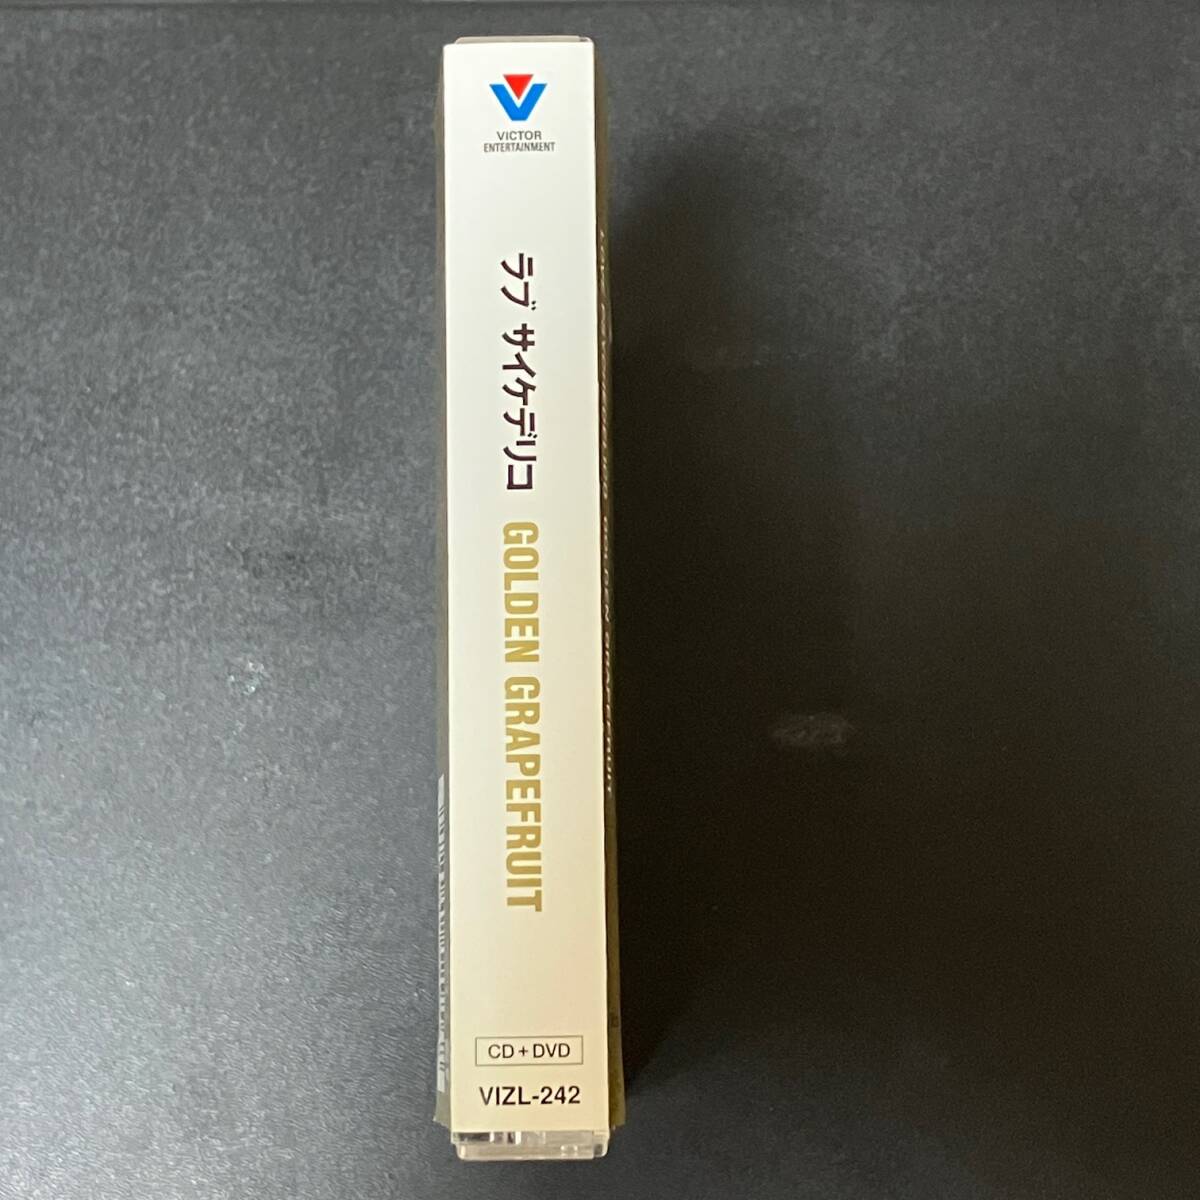 VICTOR
ENTERTAINMENT
ラブ サイケデリコ
GOLDEN GRAPEFRUIT
CD + DVD
VIZL-242